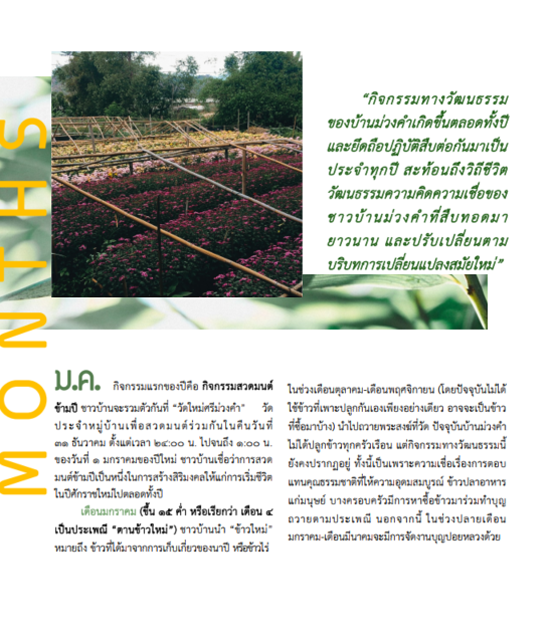 MONTHS
“กิจกรรมทางวัฒนธรรม
ของบ้านม่วงคำเกิดขึ้นตลอดทั้งปี
และยึดถือปฏิบัติสืบต่อกันมาเป็น
ประจำทุกปี สะท้อนถึงวิถีชีวิต
วัฒนธรรมความคิดความเชื่อของ
ชาวบ้านม่วงคำที่สืบทอดมา
ยาวนาน และปรับเปลี่ยนตาม
บริบทการเปลี่ยนแปลงสมัยใหม่”
ม.ค. กิจกรรมแรกของปีคือ กิจกรรมสวดมนต์
ข้ามปี ชาวบ้านจะรวมตัวกันที่ “วัดใหม่ศรีม่วงคำ” วัด
ประจำหมู่บ้านเพื่อสวดมนต์ร่วมกันในคืนวันที่
๓๑ ธันวาคม ตั้งแต่เวลา ๒๔:๐๐ น. ไปจนถึง ๑:๐๐ น.
ของวันที่ ๑ มกราคมของปีใหม่ ชาวบ้านเชื่อว่าการสวด
มนต์ข้ามปีเป็นหนึ่งในการสร้างสิริมงคลให้แก่การเริ่มชีวิต
ในปีศักราชใหม่ไปตลอดทั้งปี
เดือนมกราคม (ขึ้น ๑๕ ค่ำ หรือเรียกว่า เดือน ๔
เป็นประเพณี “ตานข้าวใหม่”) ชาวบ้านนำ “ข้าวใหม่”
หมายถึง ข้าวที่ได้มาจากการเก็บเกี่ยวของนาปี หรือข้าวไร่
ในช่วงเดือนตุลาคม-เดือนพฤศจิกายน (โดยปัจจุบันไม่ได้
ใช้ข้าวที่เพาะปลูกกันเองเพียงอย่างเดียว อาจจะเป็นข้าว
ที่ซื้อมาบ้าง) นำไปถวายพระสงฆ์ที่วัด ปัจจุบันบ้านม่วงคำ
ไม่ได้ปลูกข้าวทุกครัวเรือน แต่กิจกรรมทางวัฒนธรรมนี้
ยังคงปรากฏอยู่ ทั้งนี้เป็นเพราะความเชื่อเรื่องการตอบ
แทนคุณธรรมชาติที่ให้ความอุดมสมบูรณ์ ข้าวปลาอาหาร
แก่มนุษย์ บางครอบครัวมีการหาซื้อข้าวมาร่วมทำบุญ
ถวายตามประเพณี นอกจากนี้ ในช่วงปลายเดือน
มกราคม-เดือนมีนาคมจะมีการจัดงานบุญปอยหลวงด้วย